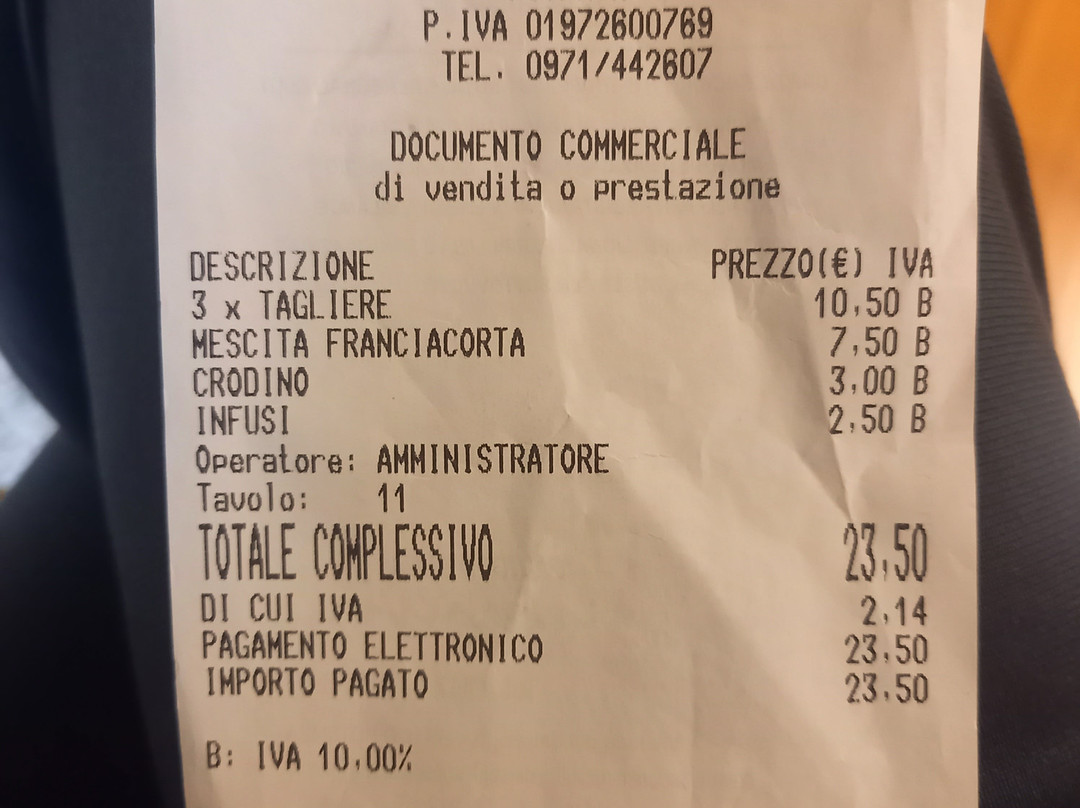 P.IVA 01972600769
TEL. 0971/442607
DOCUMENTO COMMERCIALE
di vendita o prestazione
DESCRIZIONE PREZZO(€) IVA
3 x TAGLIERE 10,50 B
MESCITA FRANCIACORTA 7,50 B
CRODINO 3,00 B
INFUSI 2,50 B
Operatore: AMMINISTRATORE
Tavolo: 11
TOTALE COMPLESSIVO 23,50
DI CUI IVA 2,14
PAGAMENTO ELETTRONICO 23,50
IMPORTO PAGATO 23,50
B: IVA 10,00%